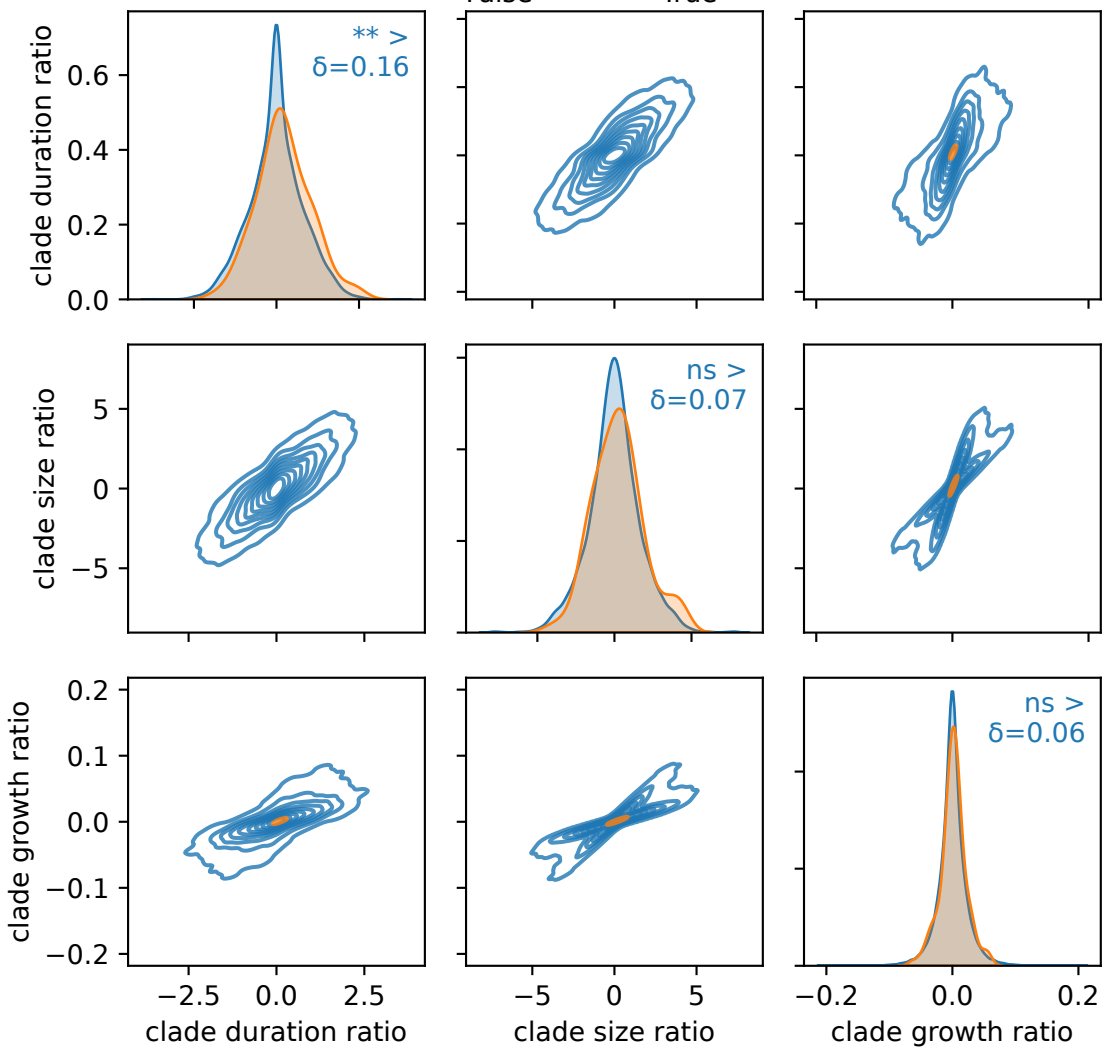 ** >
δ=0.16
clade duration ratio
0.6
0.4
0.2
0.0
ns >
δ=0.07
clade size ratio
5
0
−5
ns >
δ=0.06
clade growth ratio
0.2
0.1
0.0
−0.1
−0.2
−2.5 0.0 2.5
−5 0 5
−0.2 0.0 0.2
clade duration ratio
clade size ratio
clade growth ratio